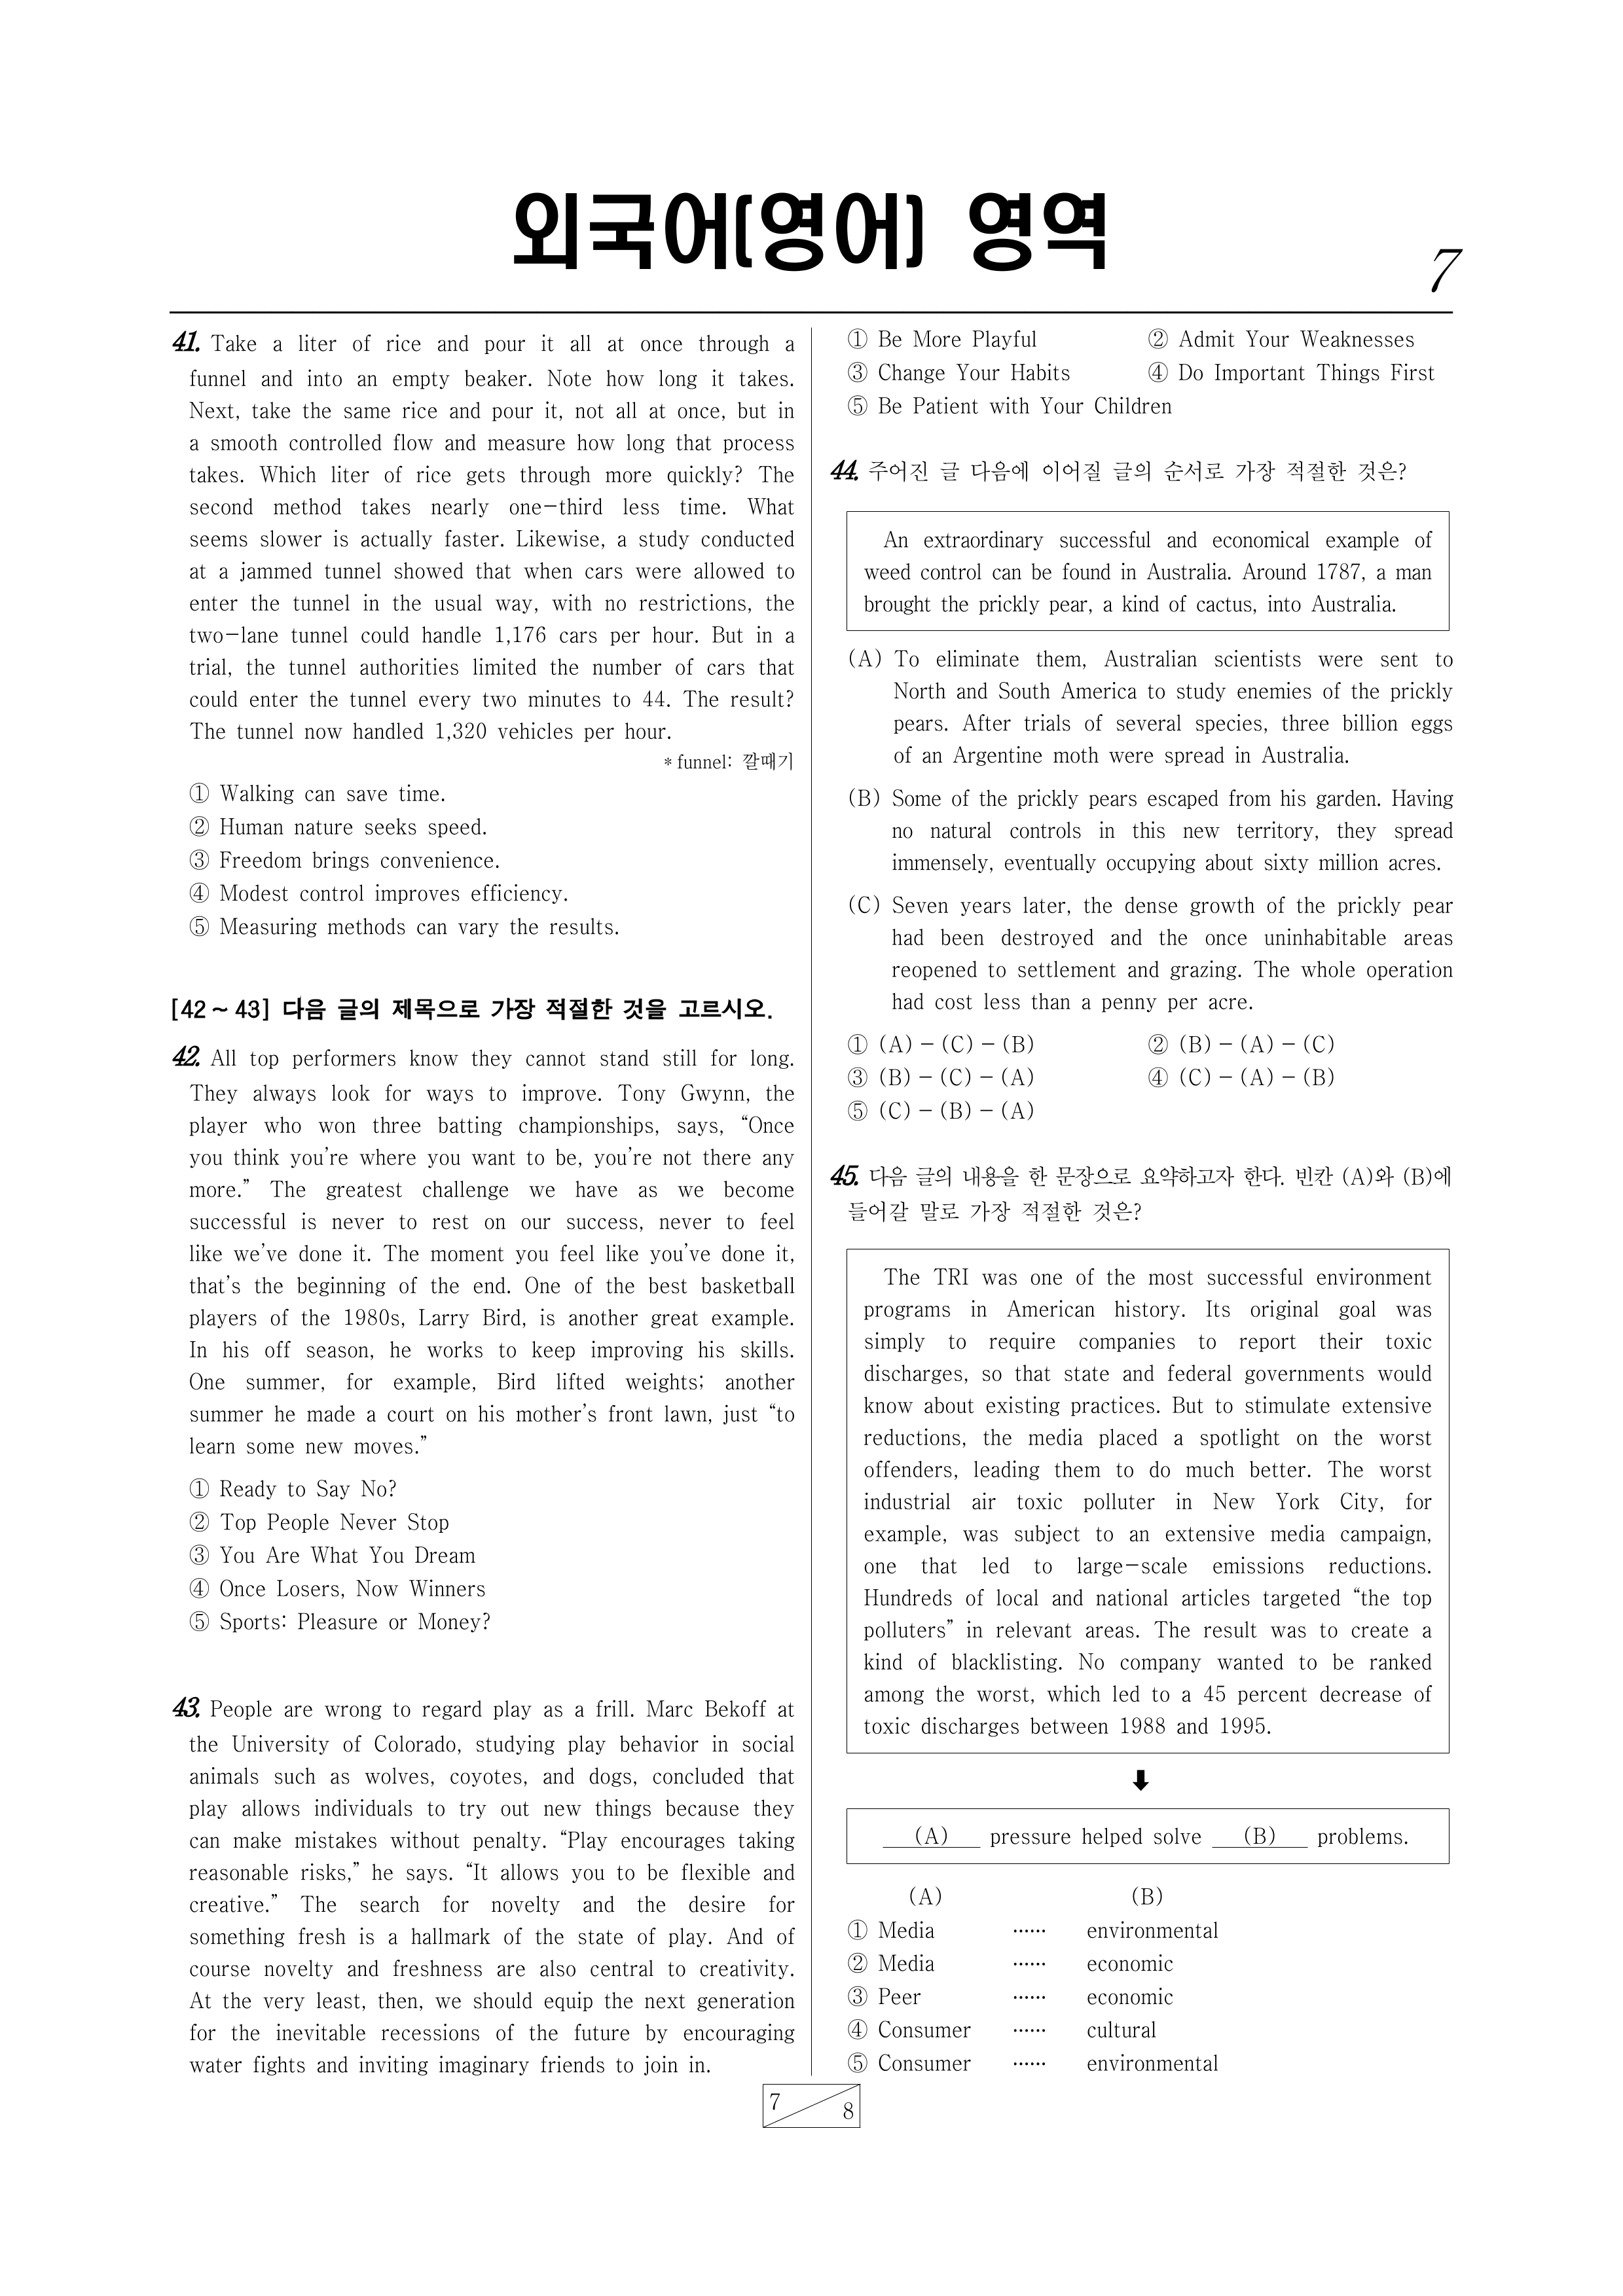 외국어(영어) 영역
7
41. Take a liter of rice and pour it all at once through a
funnel and into an empty beaker. Note how long it takes.
Next, take the same rice and pour it, not all at once, but in
a smooth controlled flow and measure how long that process
takes. Which liter of rice gets through more quickly? The
second method takes nearly one-third less time. What
seems slower is actually faster. Likewise, a study conducted
at a jammed tunnel showed that when cars were allowed to
enter the tunnel in the usual way, with no restrictions, the
two-lane tunnel could handle 1,176 cars per hour. But in a
trial, the tunnel authorities limited the number of cars that
could enter the tunnel every two minutes to 44. The result?
The tunnel now handled 1,320 vehicles per hour.
* funnel: 깔때기
① Walking can save time.
② Human nature seeks speed.
③ Freedom brings convenience.
④ Modest control improves efficiency.
⑤ Measuring methods can vary the results.
[42 ~ 43] 다음 글의 제목으로 가장 적절한 것을 고르시오.
42. All top performers know they cannot stand still for long.
They always look for ways to improve. Tony Gwynn, the
player who won three batting championships, says, “Once
you think you’re where you want to be, you’re not there any
more.” The greatest challenge we have as we become
successful is never to rest on our success, never to feel
like we’ve done it. The moment you feel like you’ve done it,
that’s the beginning of the end. One of the best basketball
players of the 1980s, Larry Bird, is another great example.
In his off season, he works to keep improving his skills.
One summer, for example, Bird lifted weights; another
summer he made a court on his mother’s front lawn, just “to
learn some new moves.”
① Ready to Say No?
② Top People Never Stop
③ You Are What You Dream
④ Once Losers, Now Winners
⑤ Sports: Pleasure or Money?
43. People are wrong to regard play as a frill. Marc Bekoff at
the University of Colorado, studying play behavior in social
animals such as wolves, coyotes, and dogs, concluded that
play allows individuals to try out new things because they
can make mistakes without penalty. “Play encourages taking
reasonable risks,” he says. “It allows you to be flexible and
creative.” The search for novelty and the desire for
something fresh is a hallmark of the state of play. And of
course novelty and freshness are also central to creativity.
At the very least, then, we should equip the next generation
for the inevitable recessions of the future by encouraging
water fights and inviting imaginary friends to join in.
① Be More Playful ② Admit Your Weaknesses
③ Change Your Habits ④ Do Important Things First
⑤ Be Patient with Your Children
44. 주어진 글 다음에 이어질 글의 순서로 가장 적절한 것은?
An extraordinary successful and economical example of
weed control can be found in Australia. Around 1787, a man
brought the prickly pear, a kind of cactus, into Australia.
(A) To eliminate them, Australian scientists were sent to
North and South America to study enemies of the prickly
pears. After trials of several species, three billion eggs
of an Argentine moth were spread in Australia.
(B) Some of the prickly pears escaped from his garden. Having
no natural controls in this new territory, they spread
immensely, eventually occupying about sixty million acres.
(C) Seven years later, the dense growth of the prickly pear
had been destroyed and the once uninhabitable areas
reopened to settlement and grazing. The whole operation
had cost less than a penny per acre.
① (A) - (C) - (B) ② (B) - (A) - (C)
③ (B) - (C) - (A) ④ (C) - (A) - (B)
⑤ (C) - (B) - (A)
45. 다음 글의 내용을 한 문장으로 요약하고자 한다. 빈칸 (A)와 (B)에
들어갈 말로 가장 적절한 것은?
The TRI was one of the most successful environment
programs in American history. Its original goal was
simply to require companies to report their toxic
discharges, so that state and federal governments would
know about existing practices. But to stimulate extensive
reductions, the media placed a spotlight on the worst
offenders, leading them to do much better. The worst
industrial air toxic polluter in New York City, for
example, was subject to an extensive media campaign,
one that led to large-scale emissions reductions.
Hundreds of local and national articles targeted “the top
polluters” in relevant areas. The result was to create a
kind of blacklisting. No company wanted to be ranked
among the worst, which led to a 45 percent decrease of
toxic discharges between 1988 and 1995.
(A) pressure helped solve (B) problems.
(A) (B)
① Media ······ environmental
② Media ······ economic
③ Peer ······ economic
④ Consumer ······ cultural
⑤ Consumer ······ environmental
7 8